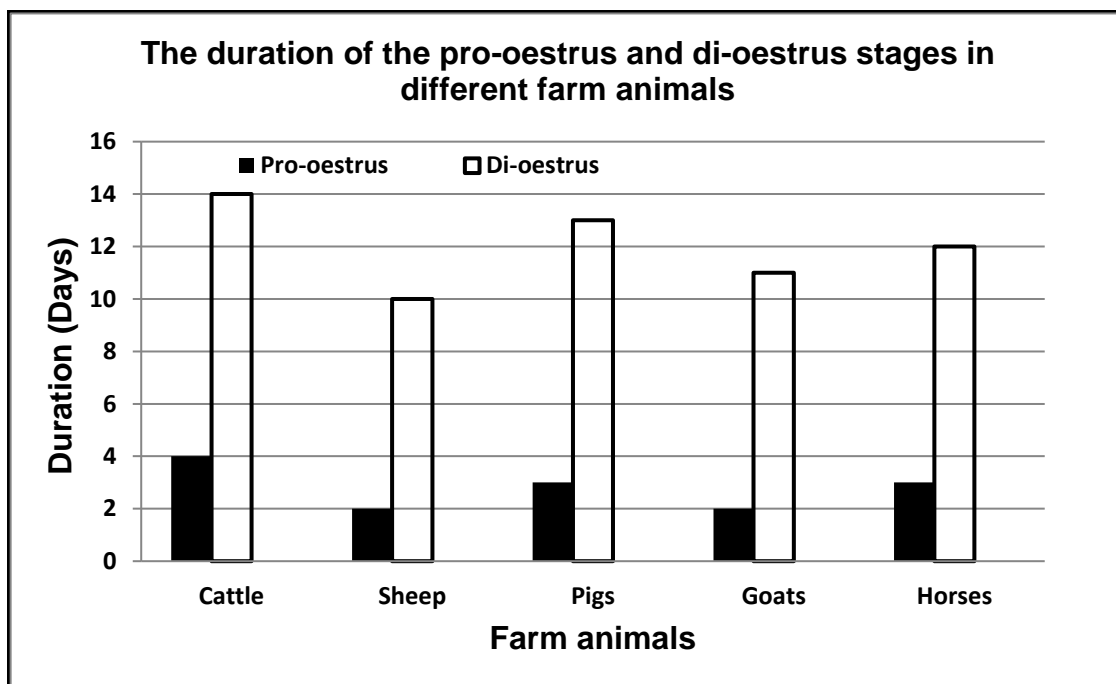 The duration of the pro-oestrus and di-oestrus stages in
different farm animals
16
Pro-oestrus
Di-oestrus
14
12
10
8
6
4
2
0
Duration (Days)
Cattle
Sheep
Pigs
Goats
Horses
Farm animals